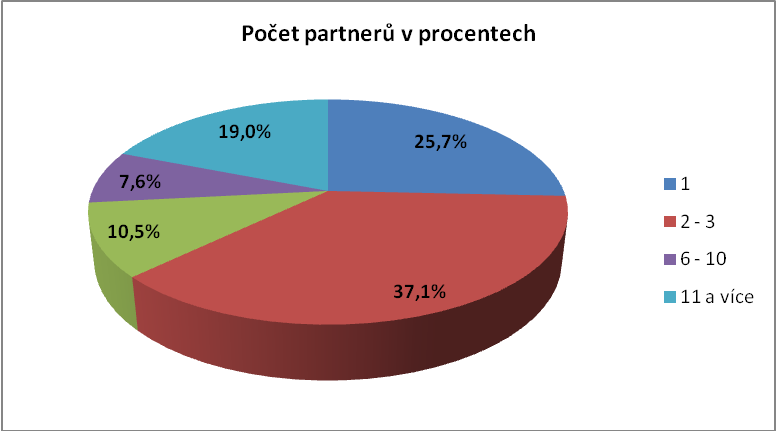 Počet partnerů v procentech
19,0%
25,7%
7,6%
10,5%
37,1%
1
2 - 3
6 - 10
11 a více